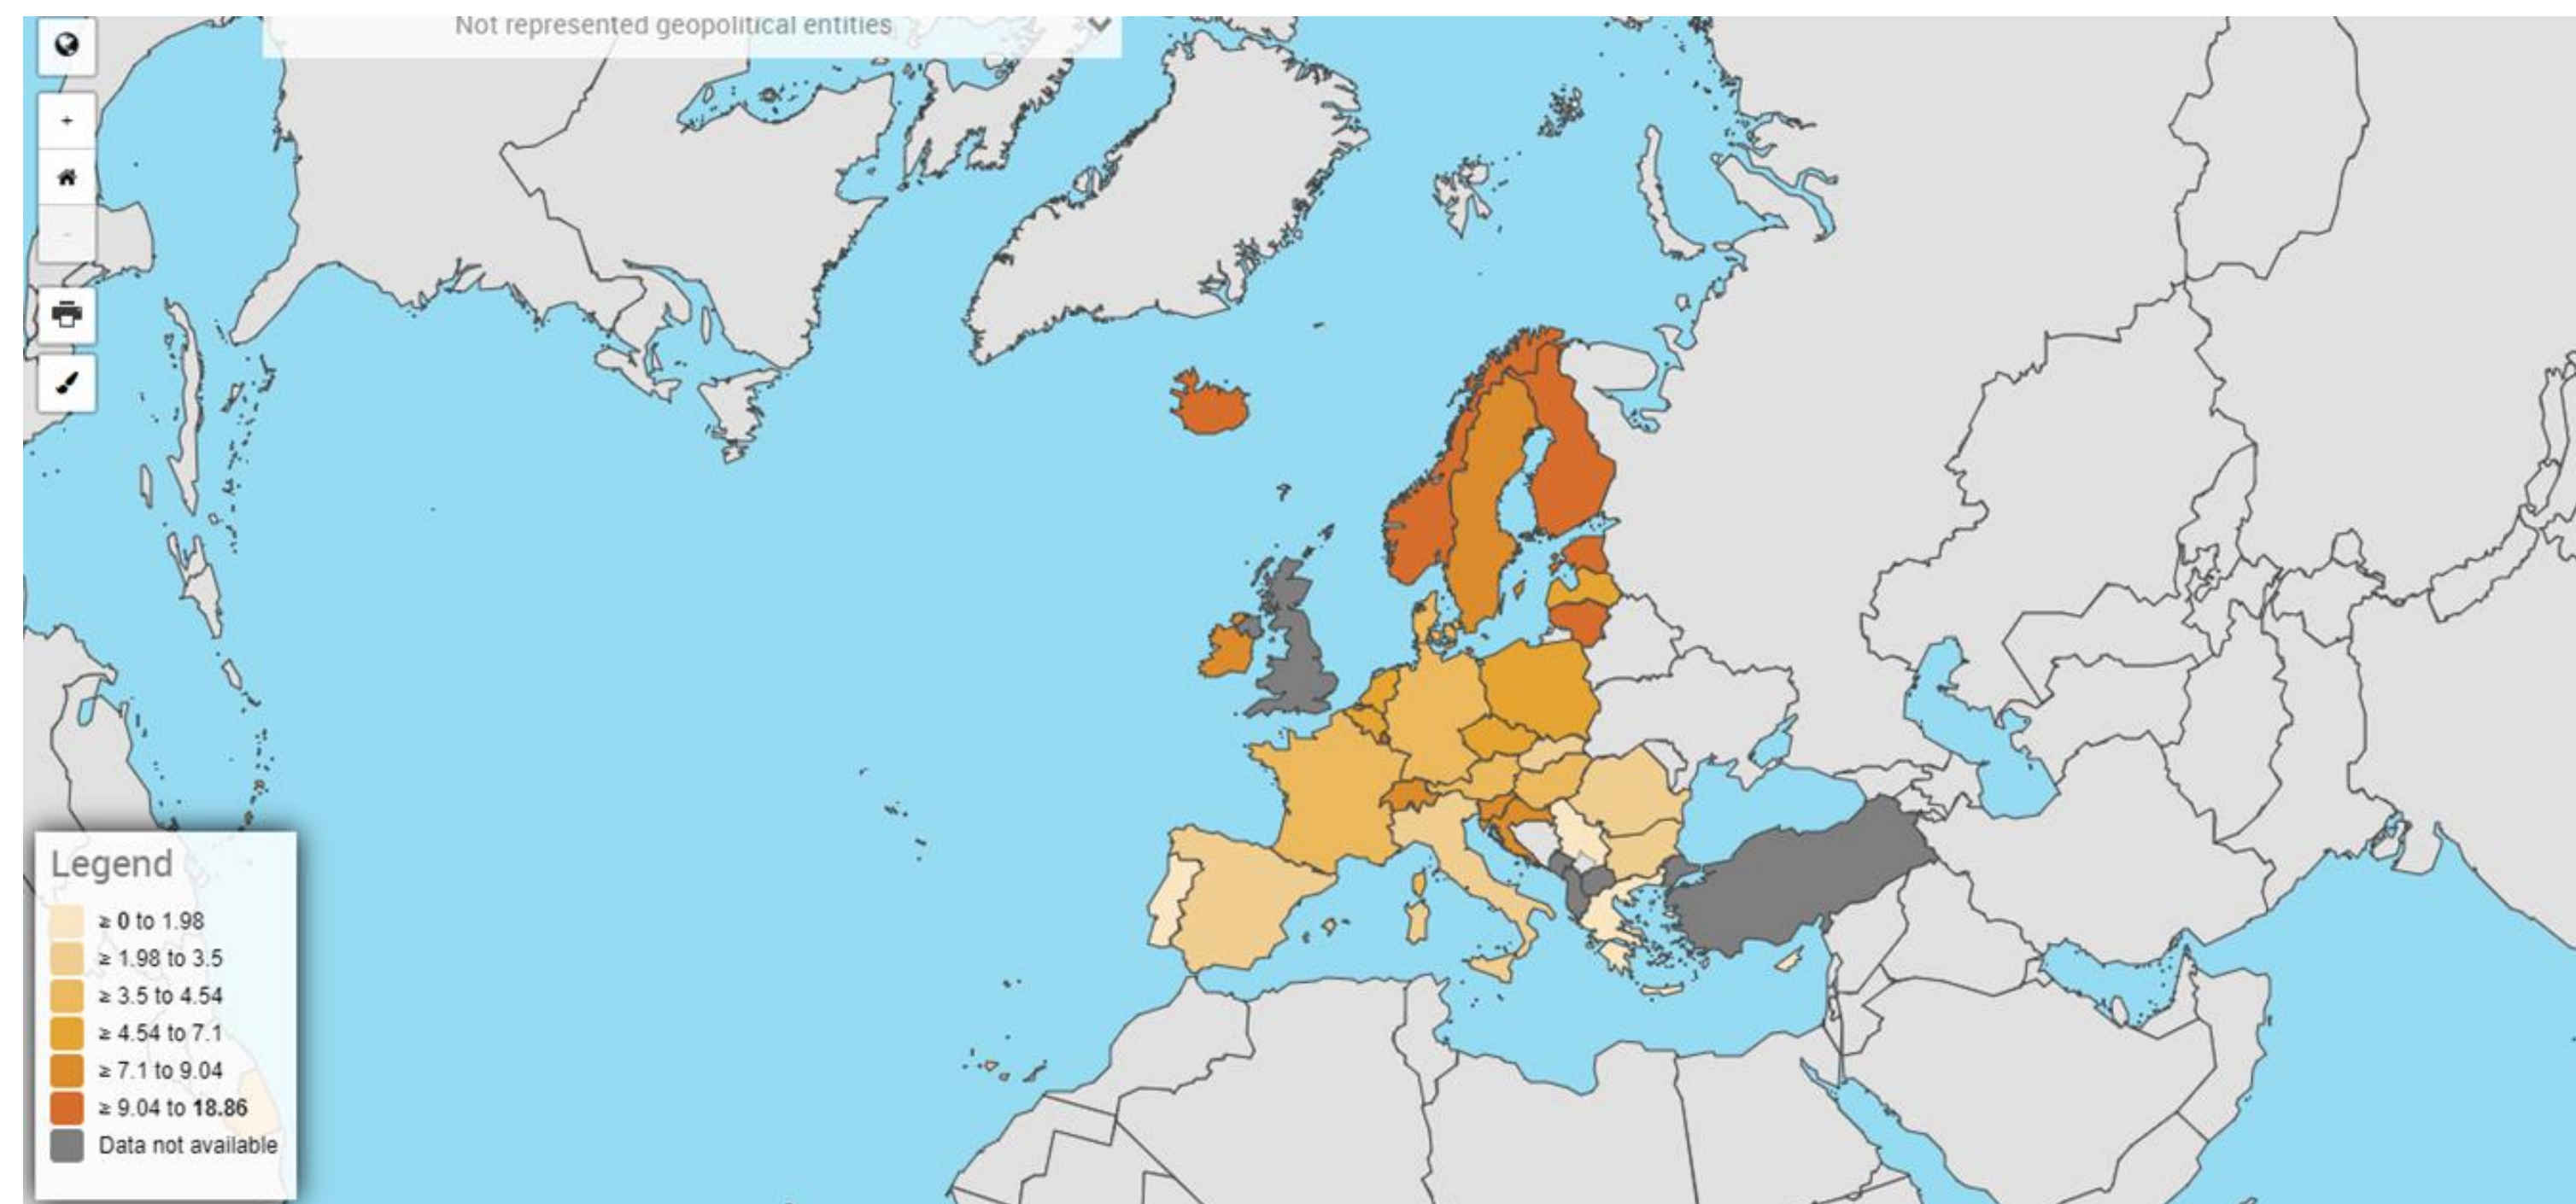 Not represented geopolitical entities
+
-
Legend
≥ 0 to 1.98
≥ 1.98 to 3.5
≥ 3.5 to 4.54
≥ 4.54 to 7.1
≥ 7.1 to 9.04
≥ 9.04 to 18.86
Data not available